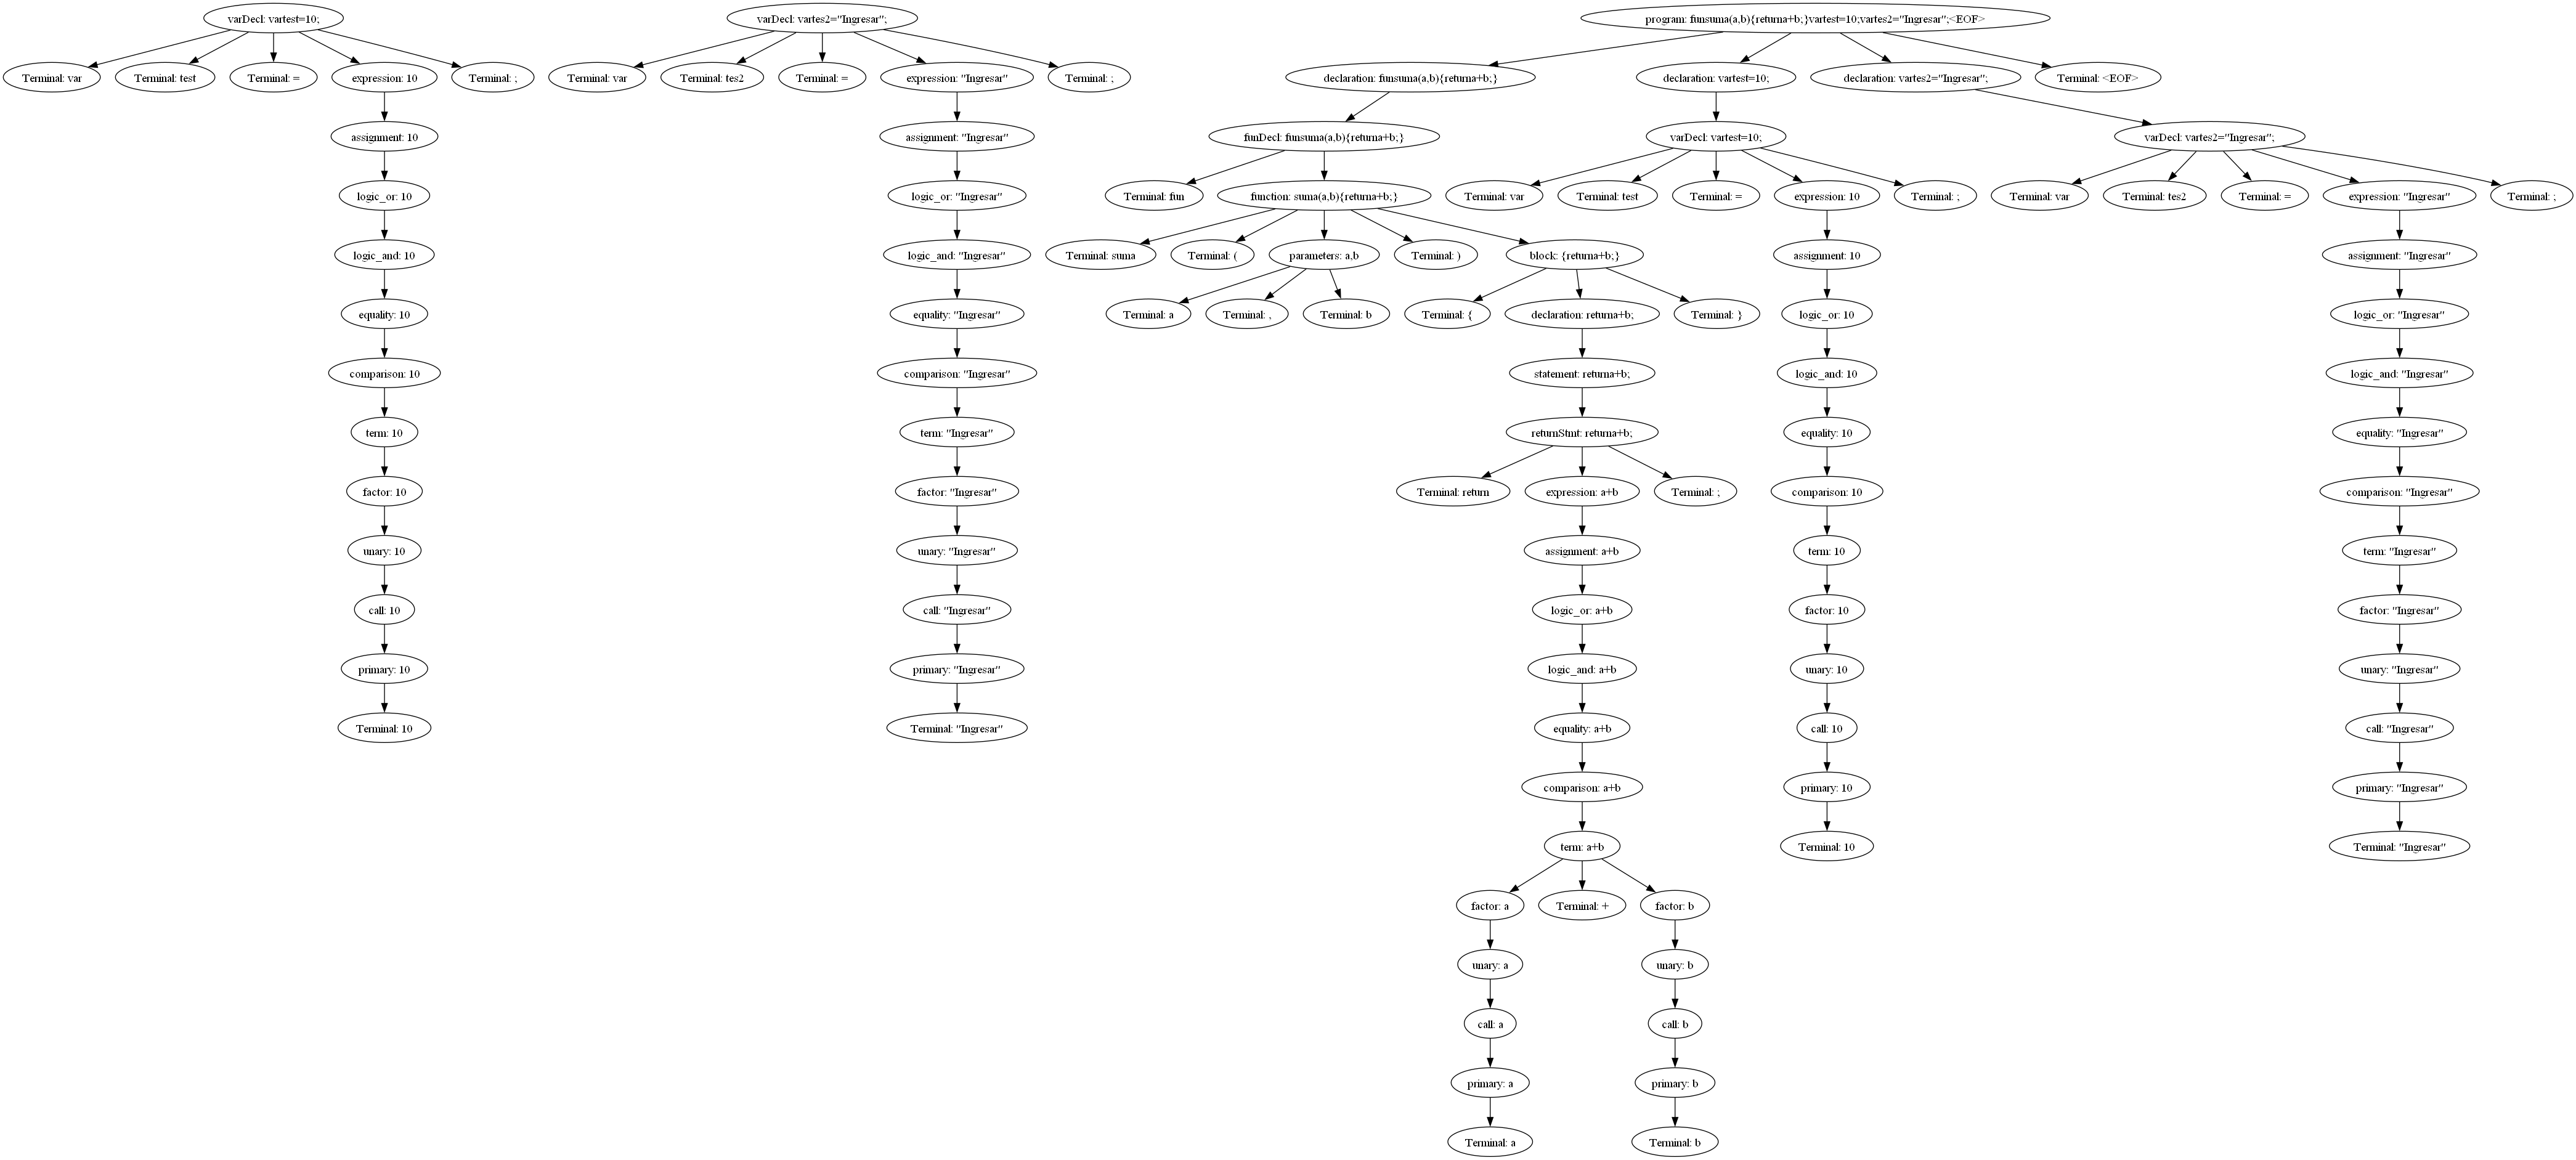 varDecl: vartest=10;
varDecl: vartes2="Ingresar";
program: funsuma(a,b){returna+b;}vartest=10;vartes2="Ingresar";<EOF>
Terminal: var
Terminal: test
Terminal: =
expression: 10
Terminal: ;
Terminal: var
Terminal: tes2
Terminal: =
expression: "Ingresar"
Terminal: ;
declaration: funsuma(a,b){returna+b;}
declaration: vartest=10;
declaration: vartes2="Ingresar";
Terminal: <EOF>
assignment: 10
assignment: "Ingresar"
funDecl: funsuma(a,b){returna+b;}
varDecl: vartest=10;
varDecl: vartes2="Ingresar";
logic_or: 10
logic_or: "Ingresar"
Terminal: fun
function: suma(a,b){returna+b;}
Terminal: var
Terminal: test
Terminal: =
expression: 10
Terminal: ;
Terminal: var
Terminal: tes2
Terminal: =
expression: "Ingresar"
Terminal: ;
logic_and: 10
logic_and: "Ingresar"
Terminal: suma
Terminal: (
parameters: a,b
Terminal: )
block: {returna+b;}
assignment: 10
assignment: "Ingresar"
equality: 10
equality: "Ingresar"
Terminal: a
Terminal: ,
Terminal: b
Terminal: {
declaration: returna+b;
Terminal: }
logic_or: 10
logic_or: "Ingresar"
comparison: 10
comparison: "Ingresar"
statement: returna+b;
logic_and: 10
logic_and: "Ingresar"
term: 10
term: "Ingresar"
returnStmt: returna+b;
equality: 10
equality: "Ingresar"
factor: 10
factor: "Ingresar"
Terminal: return
expression: a+b
Terminal: ;
comparison: 10
comparison: "Ingresar"
unary: 10
unary: "Ingresar"
assignment: a+b
term: 10
term: "Ingresar"
call: 10
call: "Ingresar"
logic_or: a+b
factor: 10
factor: "Ingresar"
primary: 10
primary: "Ingresar"
logic_and: a+b
unary: 10
unary: "Ingresar"
Terminal: 10
Terminal: "Ingresar"
equality: a+b
call: 10
call: "Ingresar"
comparison: a+b
primary: 10
primary: "Ingresar"
term: a+b
Terminal: 10
Terminal: "Ingresar"
factor: a
Terminal: +
factor: b
unary: a
unary: b
call: a
call: b
primary: a
primary: b
Terminal: a
Terminal: b